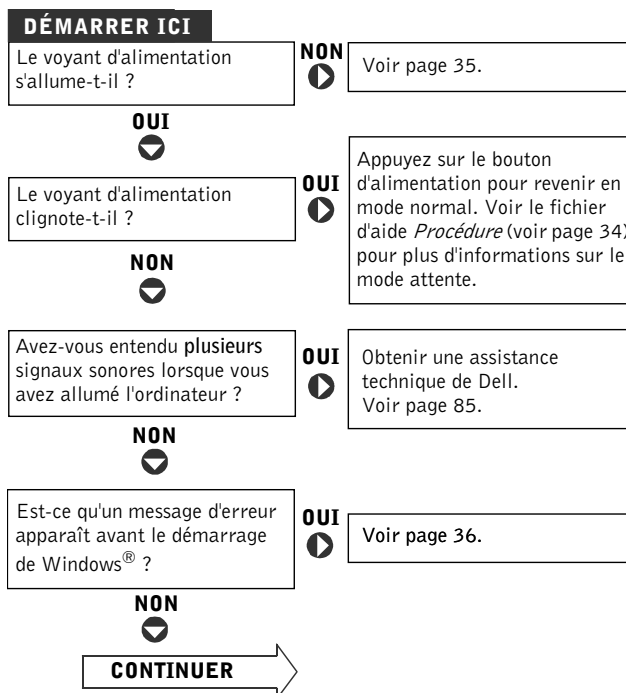 DÉMARRER ICI
Le voyant d'alimentation
s'allume-t-il ?
NON
Voir page 35.
OUI
Le voyant d'alimentation
clignote-t-il ?
OUI
Appuyez sur le bouton
d'alimentation pour revenir en
mode normal. Voir le fichier
d'aide Procédure (voir page 34)
pour plus d'informations sur le
mode attente.
NON
Avez-vous entendu plusieurs
signaux sonores lorsque vous
avez allumé l'ordinateur ?
OUI
Obtenir une assistance
technique de Dell.
Voir page 85.
NON
Est-ce qu'un message d'erreur
apparaît avant le démarrage
de Windows® ?
OUI
Voir page 36.
NON
CONTINUER